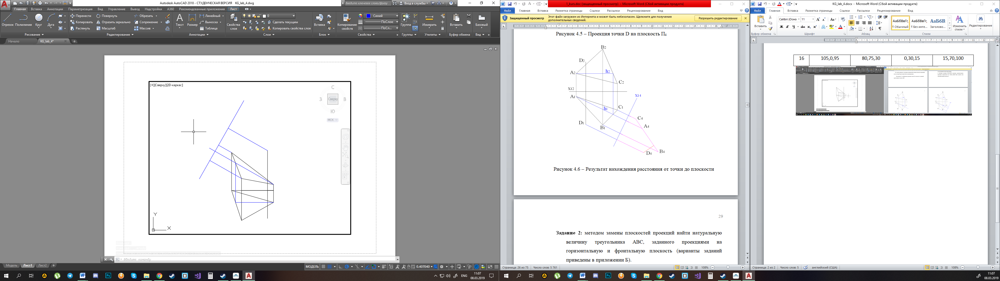 Autodesk AutoCAD 2018 - СТУДЕНЧЕСКАЯ ВЕРСИЯ KG_lab_4.dwg
Введите ключевое слово/фразу
Вход в службы
Главная Вставка Аннотации Параметризация Вид Управление Вывод Надстройки A360 Рекомендованные приложения Лист
Отрезок Полилиния Круг Дуга
Перенести Повернуть Обрезать
Копировать Отразить зеркально Сопряжение
Растянуть Масштаб Массив
Текст Размер
Линейный
Выноска
Таблица
Свойства слоя
0
Сделать текущим
Копировать свойства слоя
Вставка
Копирование свойств
Синий
ПоСлою
ПоСл...
Группа
Измерить
Вставить
Базовый
Рисование Редактирование Аннотации Слои Блок Свойства Группы Утилиты Буфер обмена Вид
Начало KG_lab_4*
[+][Сверху][2D-каркас]
С
З Сверху В
Ю
МСК
Y
X
Введите команду
Модель Лист1 Лист2 +
МОДЕЛЬ 0.407040
ENG
11:07
08.03.2019
1_kurs.doc (защищенный просмотр) - Microsoft Word (Сбой активации продукта)
Файл Главная Вставка Разметка страницы Ссылки Рассылки Рецензирование Вид
Защищенный просмотр Этот файл загружен из Интернета и может быть небезопасен. Щелкните для получения дополнительных сведений. Разрешить редактирование
Рисунок 4.5 – Проекция точки D на плоскость П4
B2
D2
A2
h2
C2
X12
A1
X14
C1
h1
C4
D1
B1
A4
D4
B4
Рисунок 4.6 – Результат нахождения расстояния от точки до плоскости
29
Задание 2: методом замены плоскостей проекций найти натуральную
величину треугольника ABC, заданного проекциями на
горизонтальную и фронтальную плоскость (варианты заданий
приведены в приложении Б).
Страница: 26 из 75 Число слов: 5 761 108%
KG_lab_4.docx - Microsoft Word (Сбой активации продукта)
Файл Главная Вставка Разметка страницы Ссылки Рассылки Рецензирование Вид
Вставить
Calibri (Осно 11
Ж К Ч abc
АаБбВвГг, АаБбВвГг, АаБбВ
Обычный Без инте... Заголово...
Изменить стили
Редактирование
Буфер обмена Шрифт Абзац Стили
16 105,0,95 80,75,30 0,30,15 15,70,100
Страница: 2 из 2 Число слов: 5 английский (США) 108%
11:07
08.03.2019